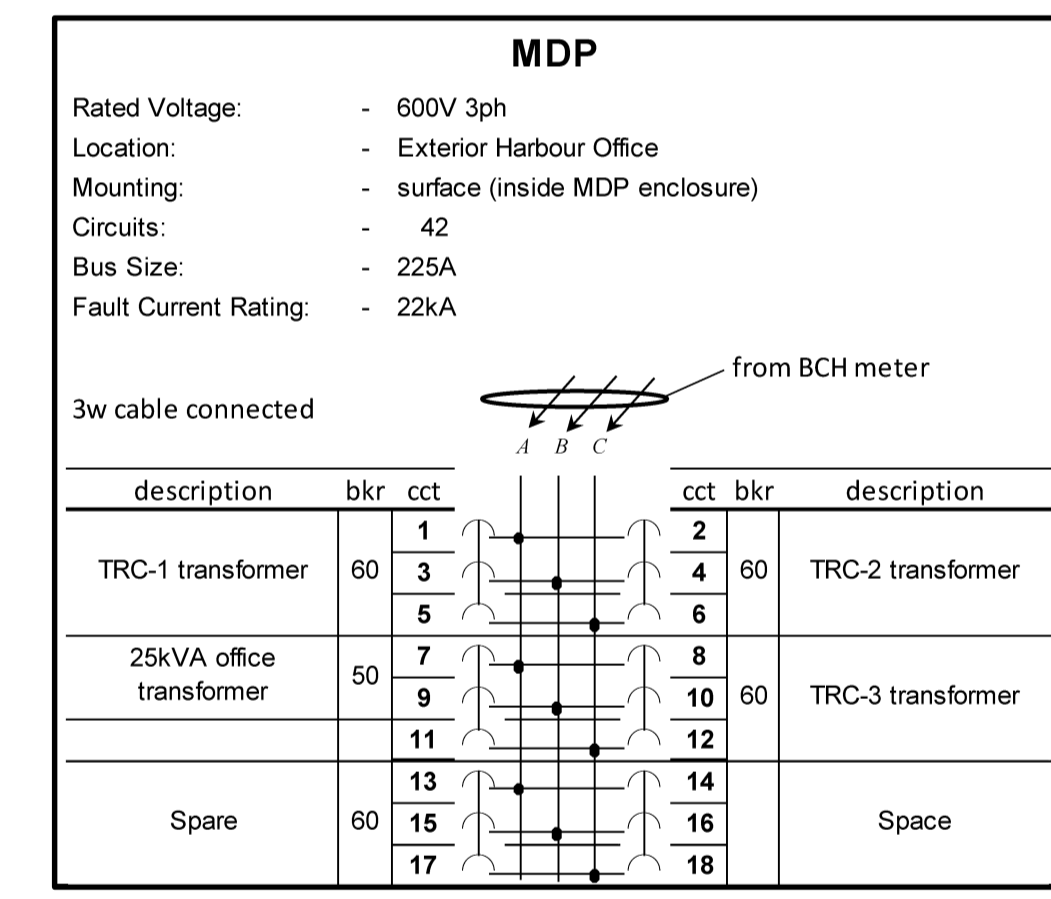 MDP
Rated Voltage: - 600V 3ph
Location: - Exterior Harbour Office
Mounting: - surface (inside MDP enclosure)
Circuits: - 42
Bus Size: - 225A
Fault Current Rating: - 22kA
from BCH meter
3w cable connected
A B C
description bkr cct cct bkr description
1 2
TRC-1 transformer 60 3 4 60 TRC-2 transformer
5 6
25kVA office 7 8
transformer 50 9 10 60 TRC-3 transformer
11 12
13 14
Spare 60 15 16 Space
17 18